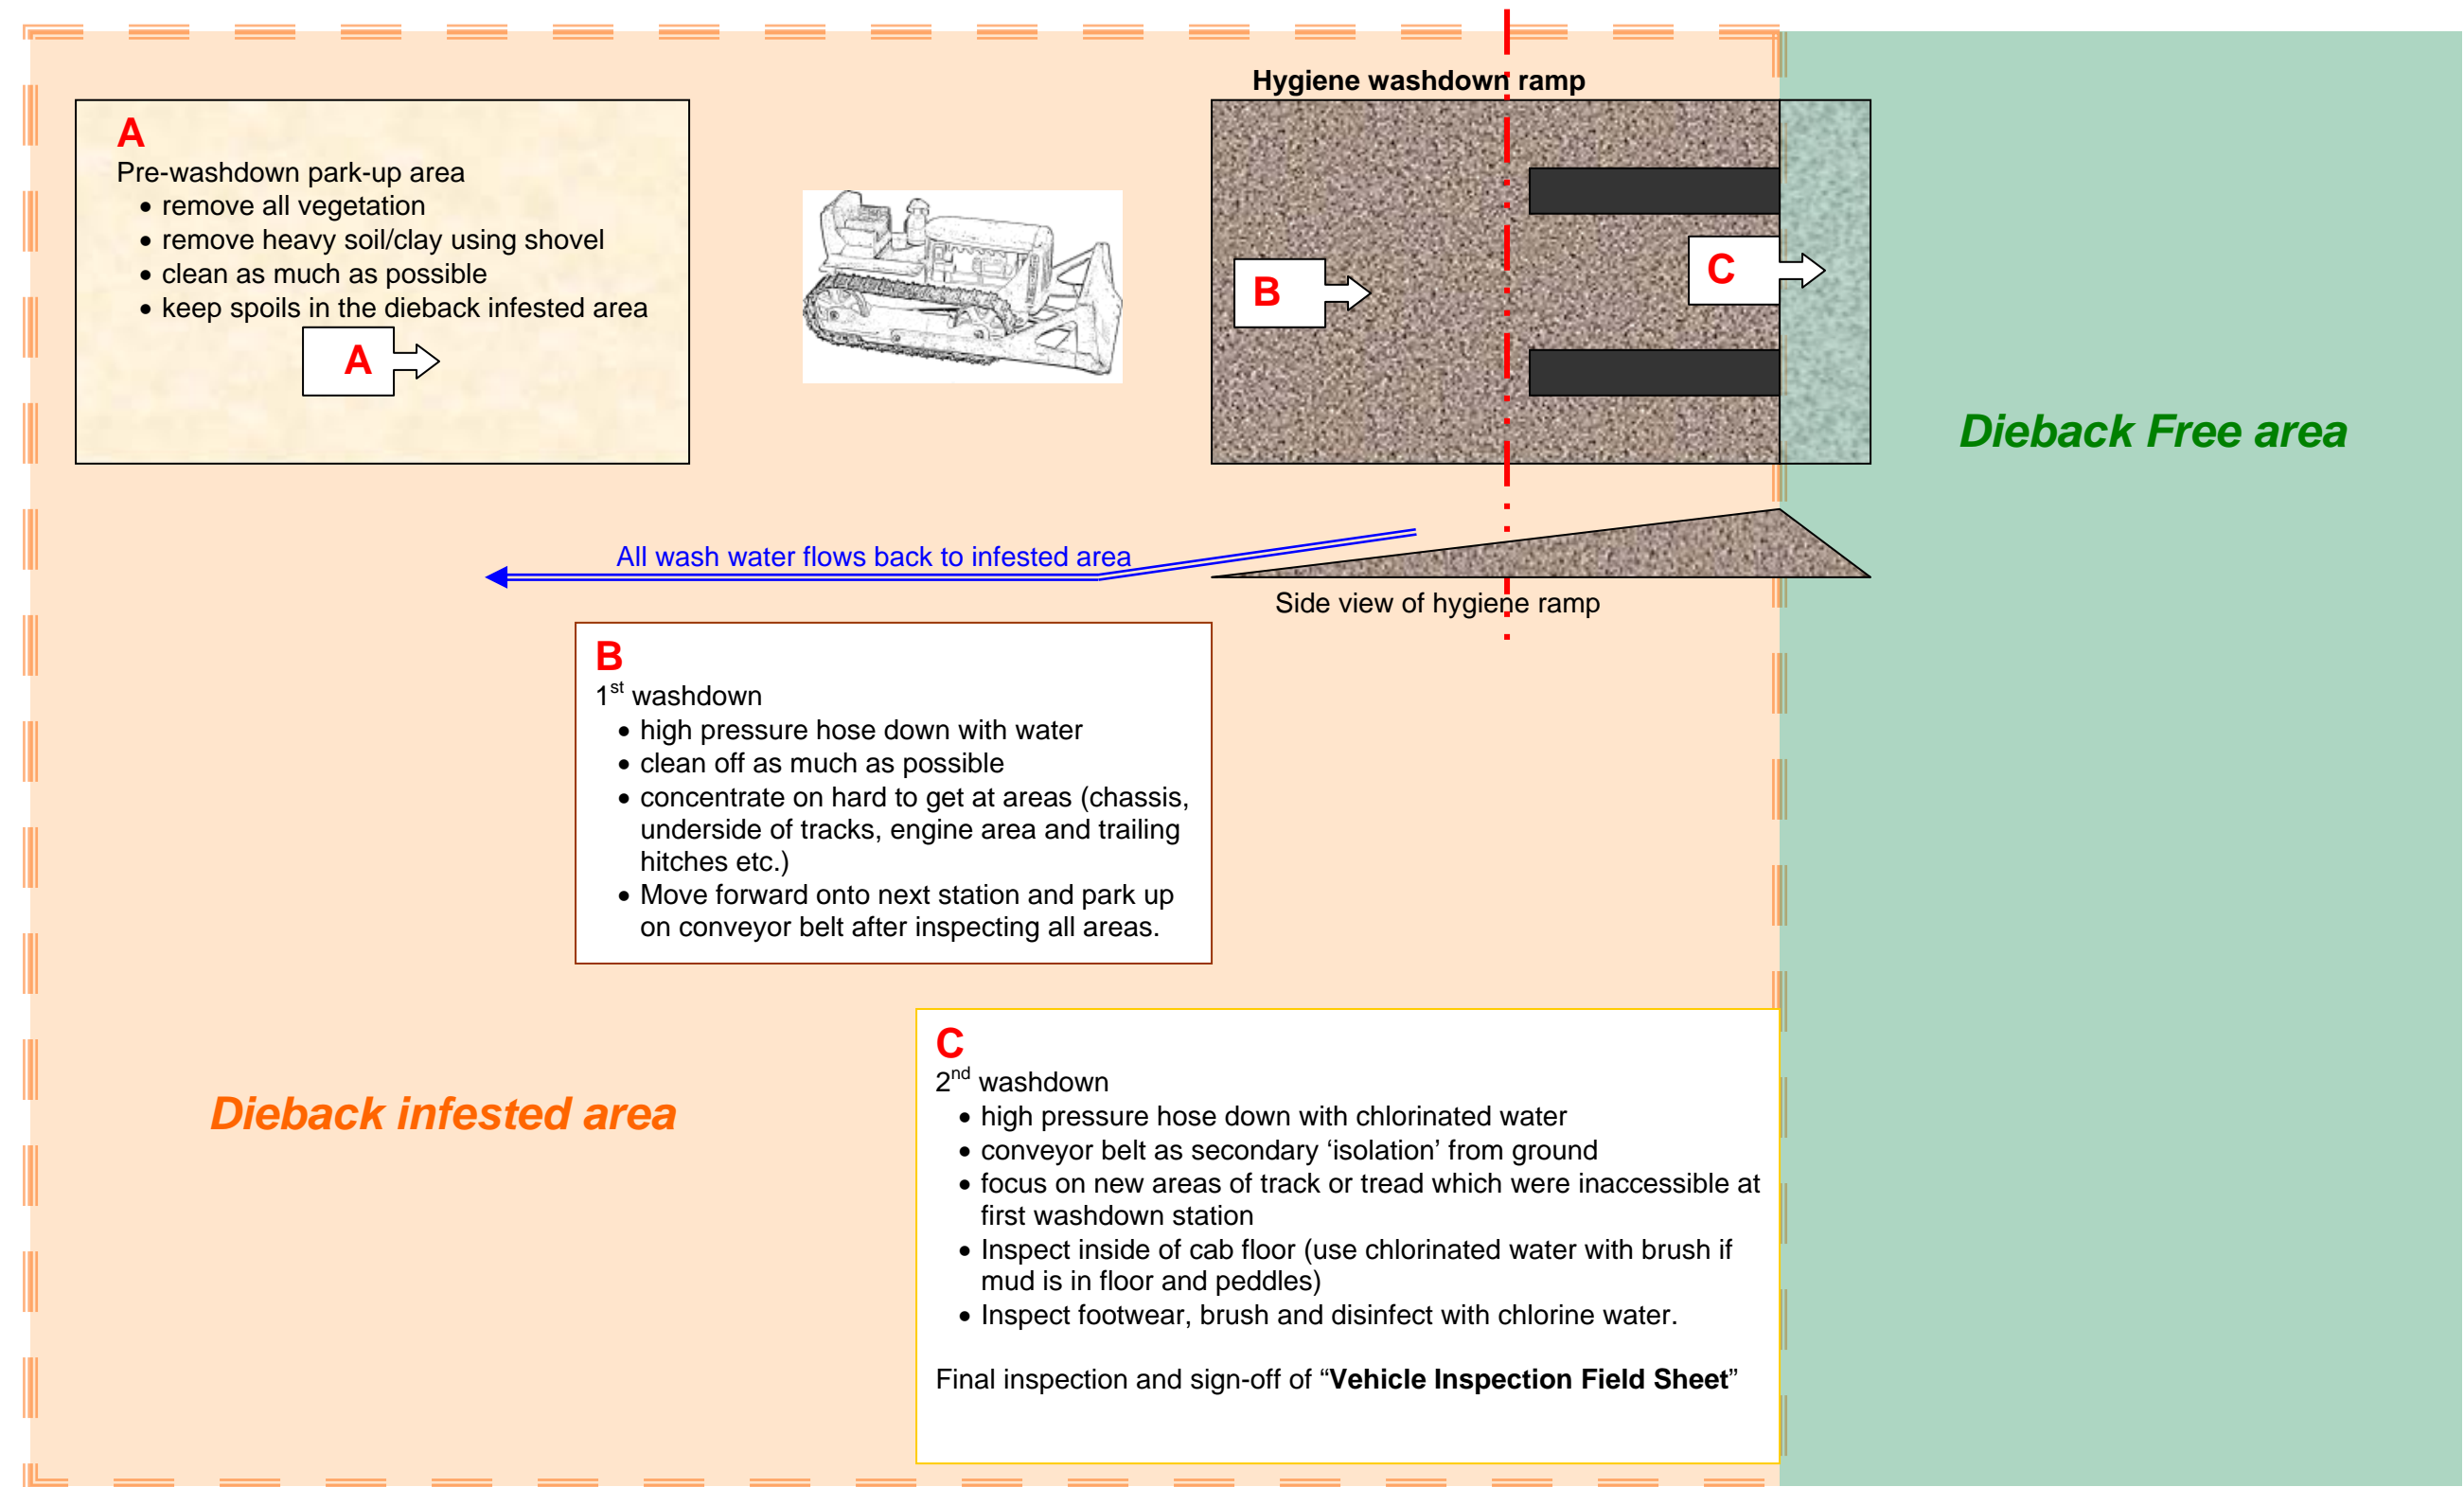 Hygiene washdown ramp
A
Pre-washdown park-up area
• remove all vegetation
• remove heavy soil/clay using shovel
• clean as much as possible
• keep spoils in the dieback infested area
A
B
C
Dieback Free area
All wash water flows back to infested area
Side view of hygiene ramp
B
1st washdown
• high pressure hose down with water
• clean off as much as possible
• concentrate on hard to get at areas (chassis,
underside of tracks, engine area and trailing
hitches etc.)
• Move forward onto next station and park up
on conveyor belt after inspecting all areas.
C
2nd washdown
• high pressure hose down with chlorinated water
• conveyor belt as secondary ‘isolation’ from ground
• focus on new areas of track or tread which were inaccessible at
first washdown station
• Inspect inside of cab floor (use chlorinated water with brush if
mud is in floor and peddles)
• Inspect footwear, brush and disinfect with chlorine water.
Final inspection and sign-off of “Vehicle Inspection Field Sheet”
Dieback infested area